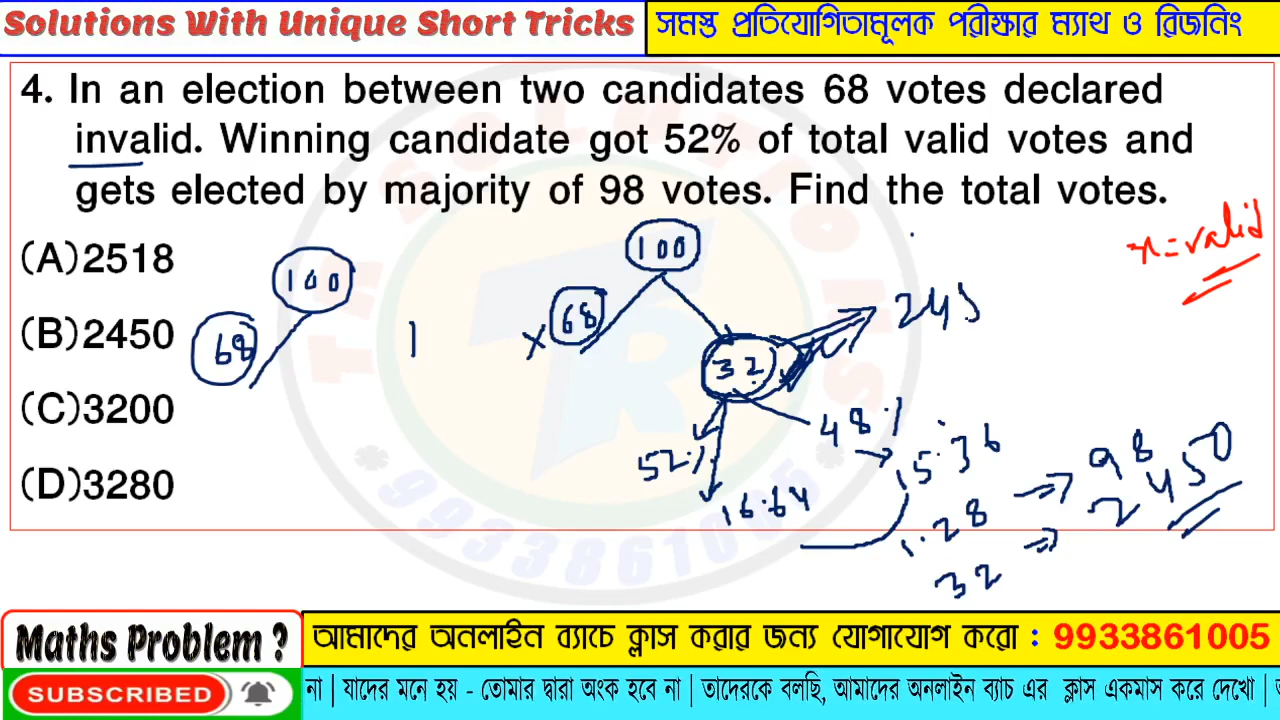 Solutions With Unique Short Tricks
সমস্ত প্রতিযোগিতামূলক পরীক্ষার ম্যাথ ও রিজনিং
4. In an election between two candidates 68 votes declared
invalid. Winning candidate got 52% of total valid votes and
gets elected by majority of 98 votes. Find the total votes.
x = valid
(A)2518
100
100
(B)2450
68
1
X 68
32
245
(C)3200
52%
48%
15.36
98
(D)3280
16.64
1.28
2450
32
9933861005
Maths Problem ?
আমাদের অনলাইন ব্যাচে ক্লাস করার জন্য যোগাযোগ করো : 9933861005
SUBSCRIBED
না | যাদের মনে হয় - তোমার দ্বারা অংক হবে না | তাদেরকে বলছি, আমাদের অনলাইন ব্যাচ এর ক্লাস একমাস করে দেখো |